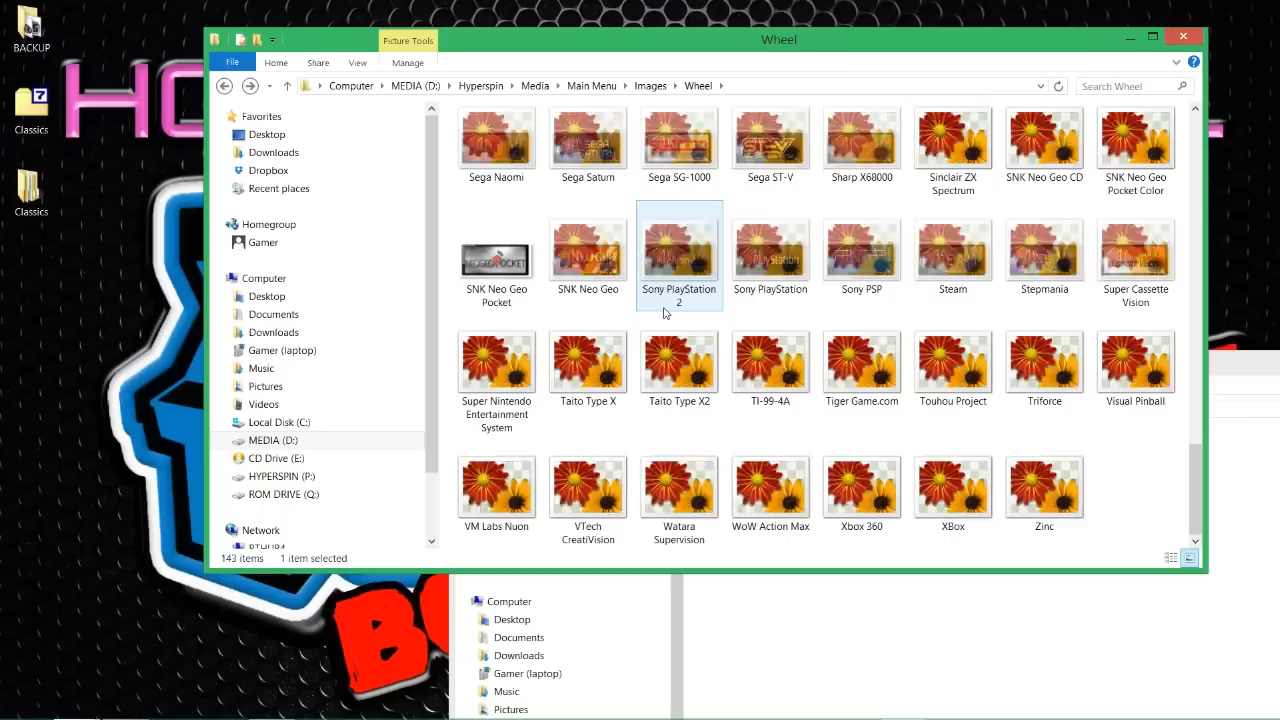 BACKUP
Classics
Classics
Picture Tools
Wheel
File
Home
Share
View
Manage
Computer
MEDIA (D:)
Hyperspin
Media
Main Menu
Images
Wheel
Search Wheel
Favorites
Desktop
Downloads
Dropbox
Recent places
Homegroup
Gamer
Computer
Desktop
Documents
Downloads
Gamer (laptop)
Music
Pictures
Videos
Local Disk (C:)
MEDIA (D:)
CD Drive (E:)
HYPERSPIN (P:)
ROM DRIVE (Q:)
Network
Sega Naomi
Sega Saturn
Sega SG-1000
Sega ST-V
Sharp X68000
Sinclair ZX
Spectrum
SNK Neo Geo CD
SNK Neo Geo
Pocket Color
NEOGEO POCKET
PlayStation
SNK Neo Geo
Pocket
SNK Neo Geo
Sony PlayStation
2
Sony PlayStation
Sony PSP
Steam
Stepmania
Super Cassette
Vision
Super Nintendo
Entertainment
System
Taito Type X
Taito Type X2
TI-99-4A
Tiger Game.com
Touhou Project
Triforce
Visual Pinball
VM Labs Nuon
VTech
CreatiVision
Watara
Supervision
WoW Action Max
Xbox 360
XBox
Zinc
143 items
1 item selected
Computer
Desktop
Documents
Downloads
Gamer (laptop)
Music
Pictures